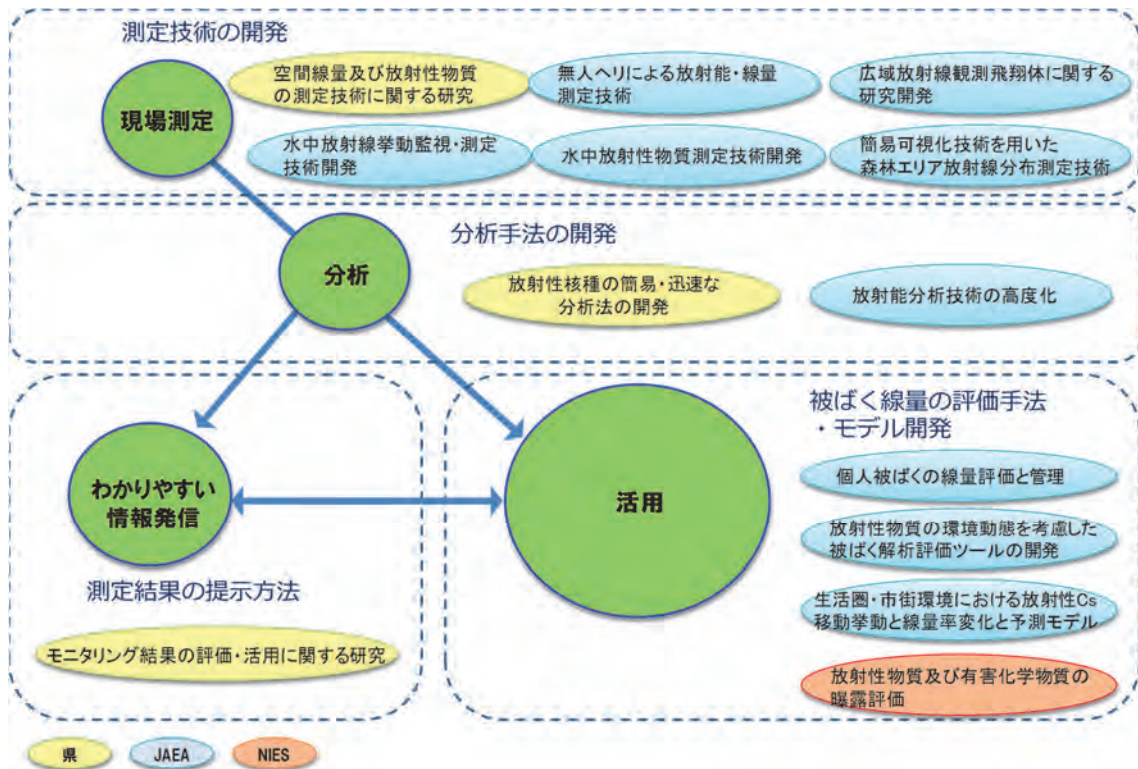 測定技術の開発
現場測定
空間線量及び放射性物質
の測定技術に関する研究
無人ヘリによる放射能・線量
測定技術
広域放射線観測飛翔体に関する
研究開発
水中放射線挙動監視・測定
技術開発
水中放射性物質測定技術開発
簡易可視化技術を用いた
森林エリア放射線分布測定技術
分析手法の開発
分析
放射性核種の簡易・迅速な
分析法の開発
放射能分析技術の高度化
わかりやすい
情報発信
測定結果の提示方法
モニタリング結果の評価・活用に関する研究
活用
被ばく線量の評価手法
・モデル開発
個人被ばくの線量評価と管理
放射性物質の環境動態を考慮した
被ばく解析評価ツールの開発
生活圏・市街環境における放射性Cs
移動挙動と線量率変化と予測モデル
放射性物質及び有害化学物質の
曝露評価
県
JAEA
NIES